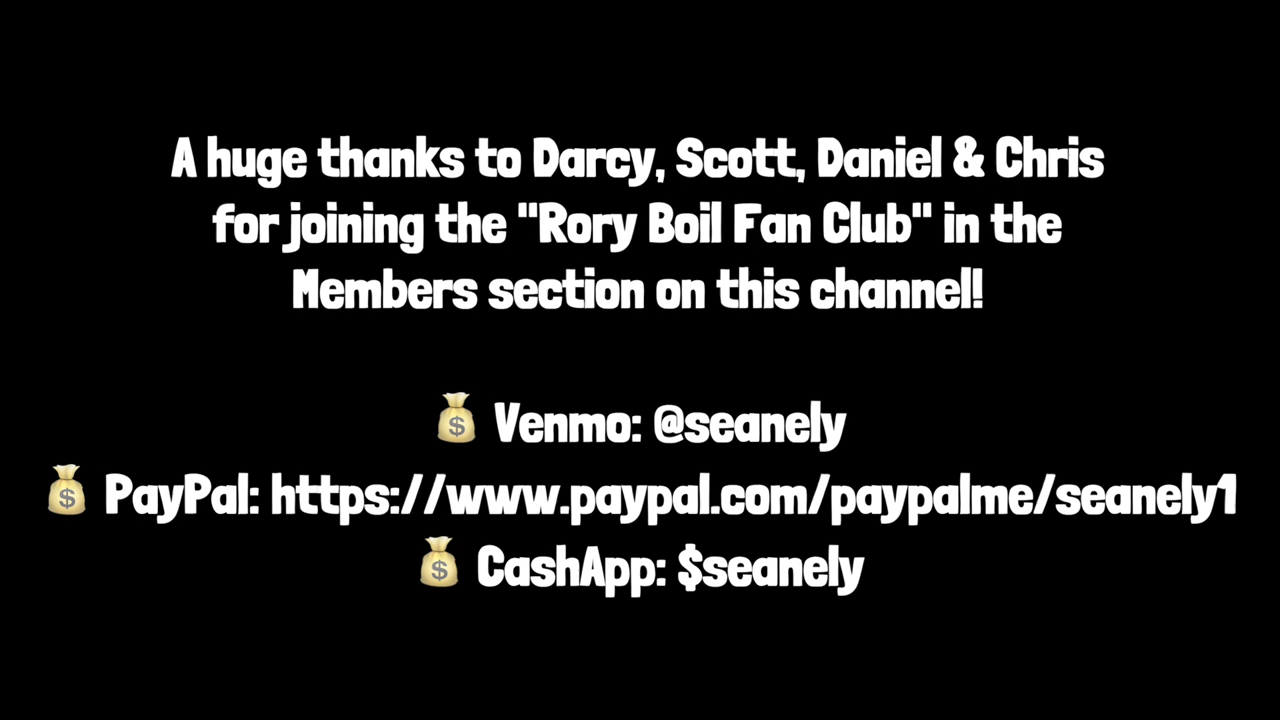 A huge thanks to Darcy, Scott, Daniel & Chris
for joining the "Rory Boil Fan Club" in the
Members section on this channel!
💰 Venmo: @seanely
💰 PayPal: https://www.paypal.com/paypalme/seanely1
💰 CashApp: $seanely